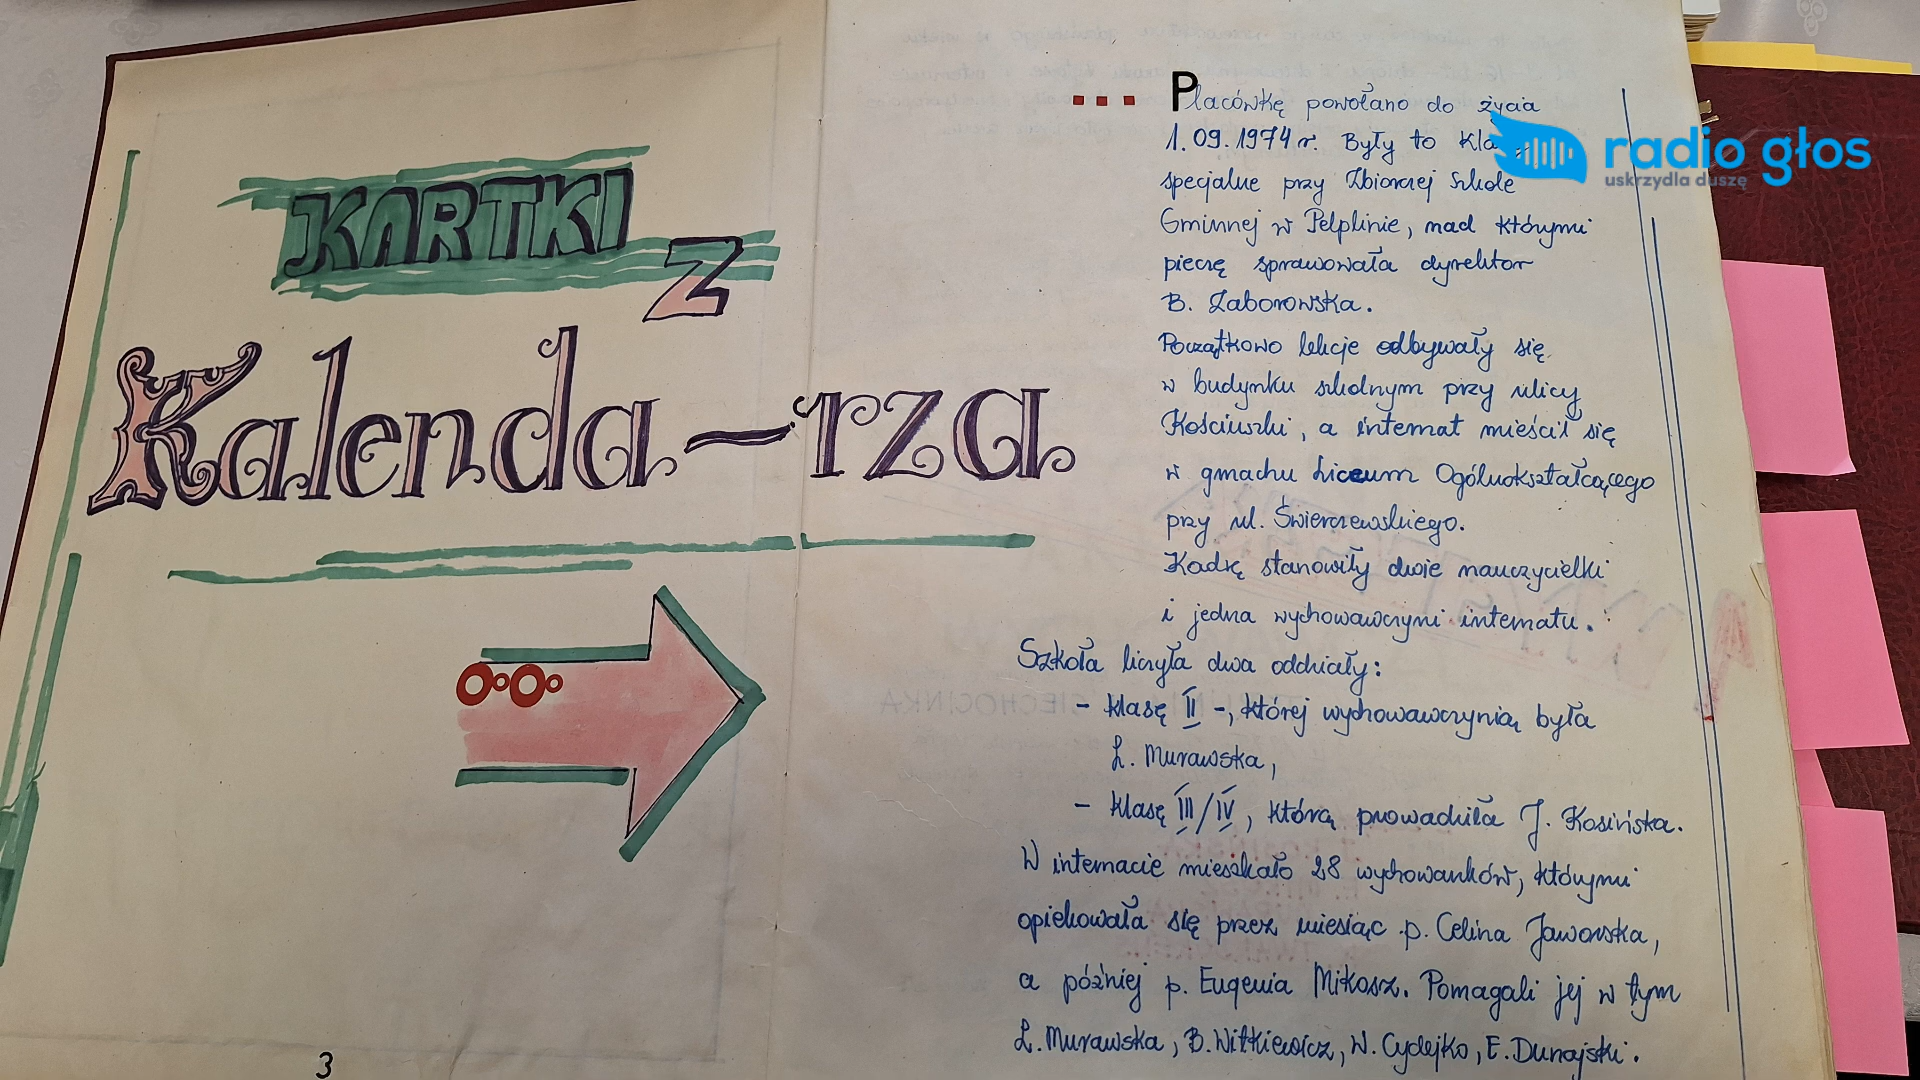 KARTKI
Z
Kalenda-rza
3
Placówkę powołano do życia
1.09.1974 r. Były to kla
specjalne przy Zbiorczej Szkole
Gminnej w Pelplinie, nad którymi
pieczę sprawowała dyrektor
B. Zaborowska.
Początkowo lekcje odbywały się
w budynku szkolnym przy ulicy
Kościuszki, a internat mieścił się
w gmachu Liceum Ogólnokształcącego
przy ul. Świerczewskiego.
Kadrę stanowiły dwie nauczycielki
i jedna wychowawczyni internatu.
Szkoła liczyła dwa oddziały:
- klasę II -, której wychowawczynią była
Ł. Murawska,
- klasę III/IV, którą prowadziła J. Kosińska.
W internacie mieszkało 28 wychowanków, którymi
opiekowała się przez miesiąc p. Celina Jaworska,
a później p. Eugenia Mikosz. Pomagali jej w tym
Ł. Murawska, B. Witkiewicz, W. Cydejko, E. Dunajski.
radio głos
uskrzydla duszę